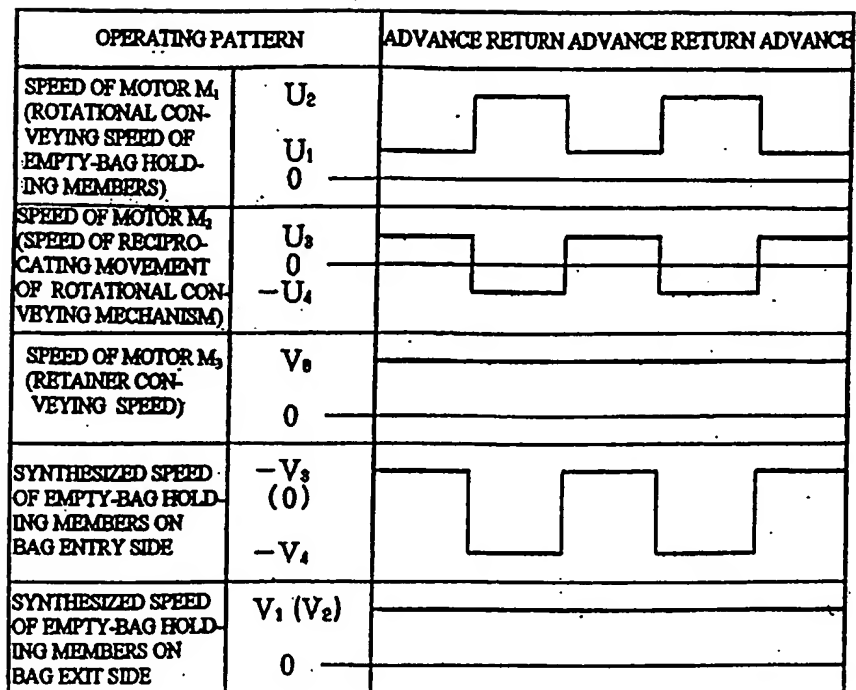 OPERATING PATTERN
ADVANCE RETURN ADVANCE RETURN ADVANCE
SPEED OF MOTOR M₁
(ROTATIONAL CON-
VEYING SPEED OF
EMPTY-BAG HOLD-
ING MEMBERS)
U₂
U₁
0
SPEED OF MOTOR M₂
(SPEED OF RECIPRO-
CATING MOVEMENT
OF ROTATIONAL CON-
VEYING MECHANISM)
U₃
0
−U₄
SPEED OF MOTOR M₃
(RETAINER CON-
VEYING SPEED)
V₀
0
SYNTHESIZED SPEED
OF EMPTY-BAG HOLD-
ING MEMBERS ON
BAG ENTRY SIDE
−V₃
(0)
−V₄
SYNTHESIZED SPEED
OF EMPTY-BAG HOLD-
ING MEMBERS ON
BAG EXIT SIDE
V₁ (V₂)
0